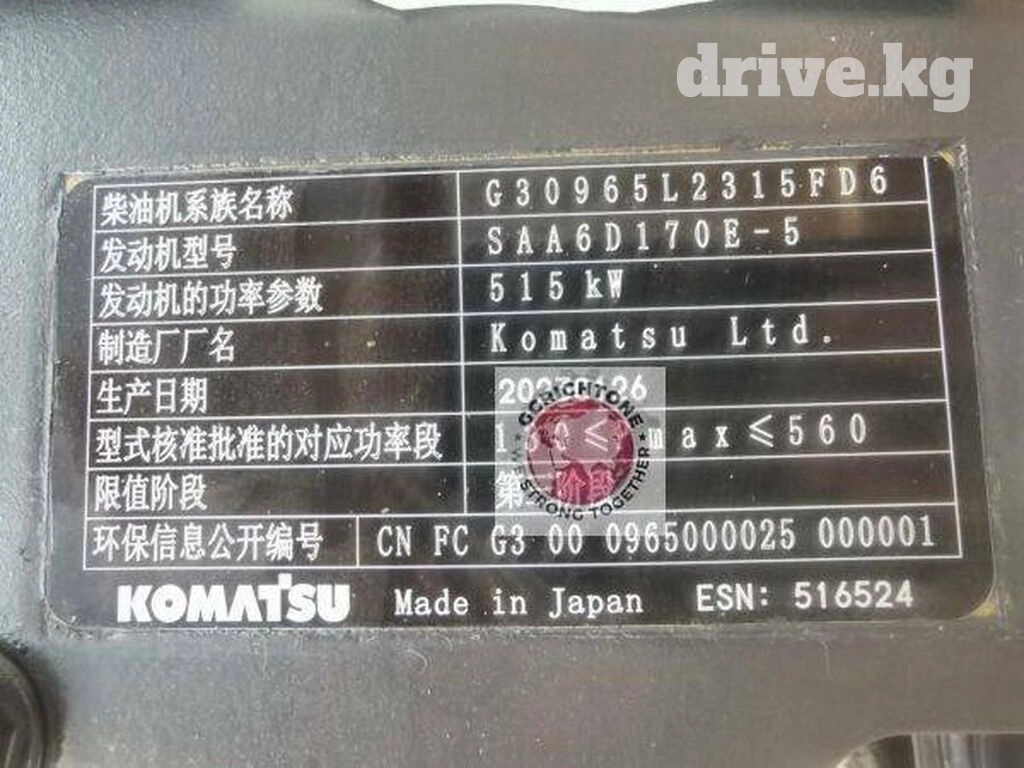 drive.kg
柴油机系族名称 G30965L2315FD6
发动机型号 SAA6D170E-5
发动机的功率参数 515kW
制造厂厂名 Komatsu Ltd.
生产日期
型式核准批准的对应功率段 max≤560
限值阶段 阶段
环保信息公开编号 CN FC G3 00 0965000025 000001
KOMATSU Made in Japan ESN: 516524
GCRICHTONE
STRONG TOGETHER